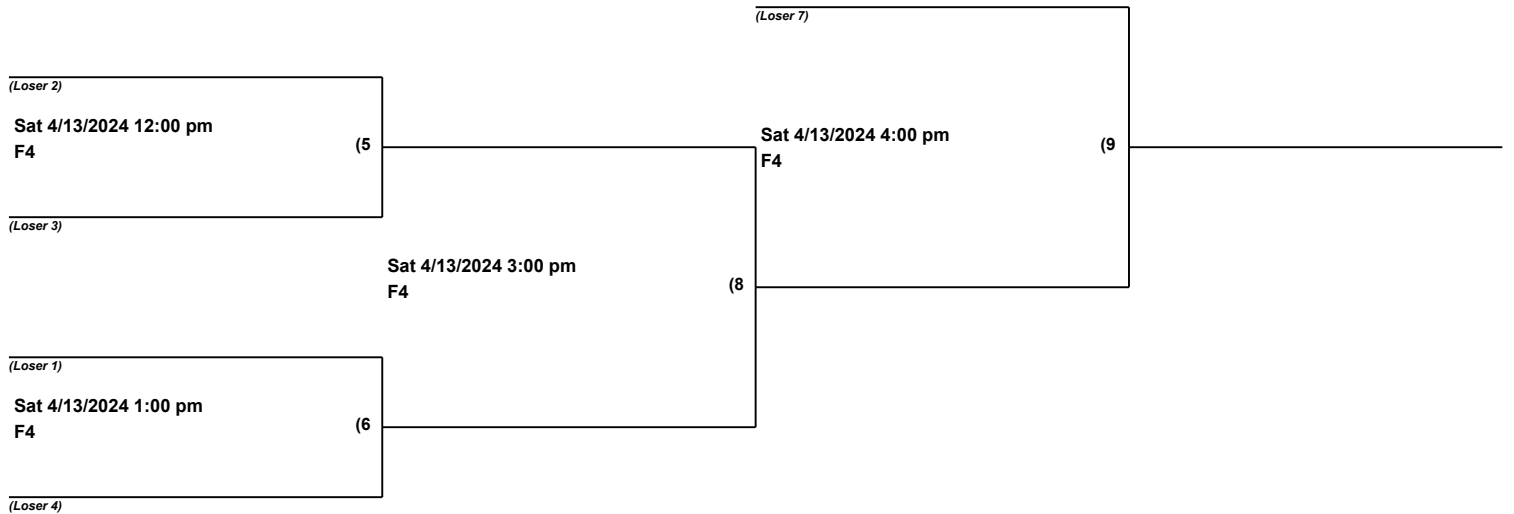 (Loser 7)
(Loser 2)
Sat 4/13/2024 12:00 pm
F4
(5
(Loser 3)
Sat 4/13/2024 4:00 pm
F4
(9
Sat 4/13/2024 3:00 pm
F4
(8
(Loser 1)
Sat 4/13/2024 1:00 pm
F4
(6
(Loser 4)